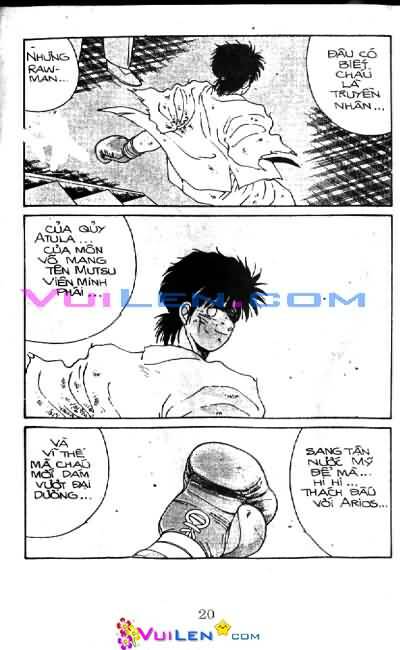 NHƯNG
RAW-
MAN...
ĐÂU CÓ
BIẾT
CHÁU
LÀ
TRUYỀN
NHÂN...
CỦA QUỶ
ATULA...
CỦA MÔN
VÕ MANG
TÊN MUTSU
VIÊN MINH
PHÁI...
VUILEN.COM
VÀ
VÌ THẾ
MÀ CHÁU
MỚI DÁM
VƯỢT ĐẠI
DƯƠNG...
SANG TẬN
NƯỚC MỸ
ĐỂ MÀ...
HI HI...
THÁCH ĐẤU
VỚI ARIOS...
20
VUILEN.COM